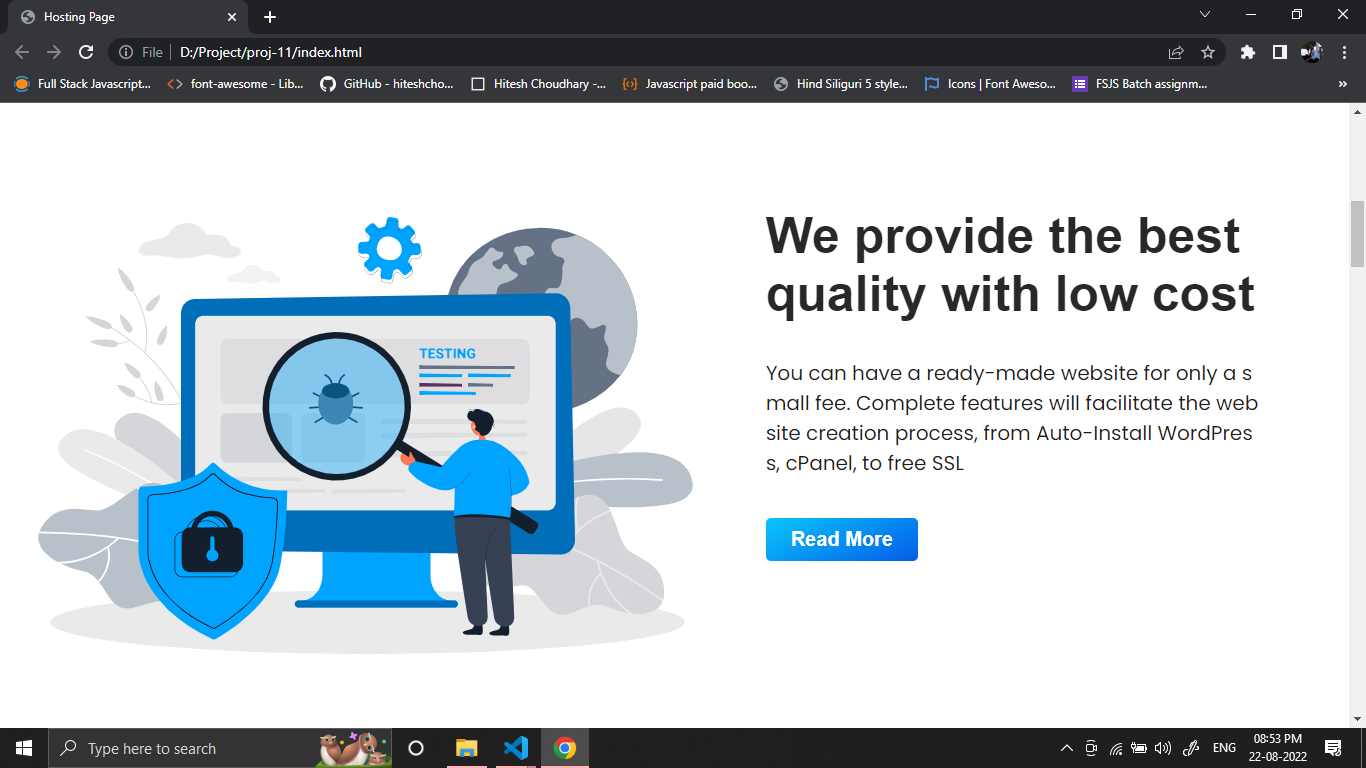 Hosting Page
File
D:/Project/proj-11/index.html
Full Stack Javascript...
font-awesome - Lib...
GitHub - hiteshcho...
Hitesh Choudhary -...
Javascript paid boo...
Hind Siliguri 5 style...
Icons | Font Aweso...
FSJS Batch assignm...
»
TESTING
We provide the best
quality with low cost
You can have a ready-made website for only a s
mall fee. Complete features will facilitate the web
site creation process, from Auto-Install WordPres
s, cPanel, to free SSL
Read More
Type here to search
ENG
08:53 PM
22-08-2022